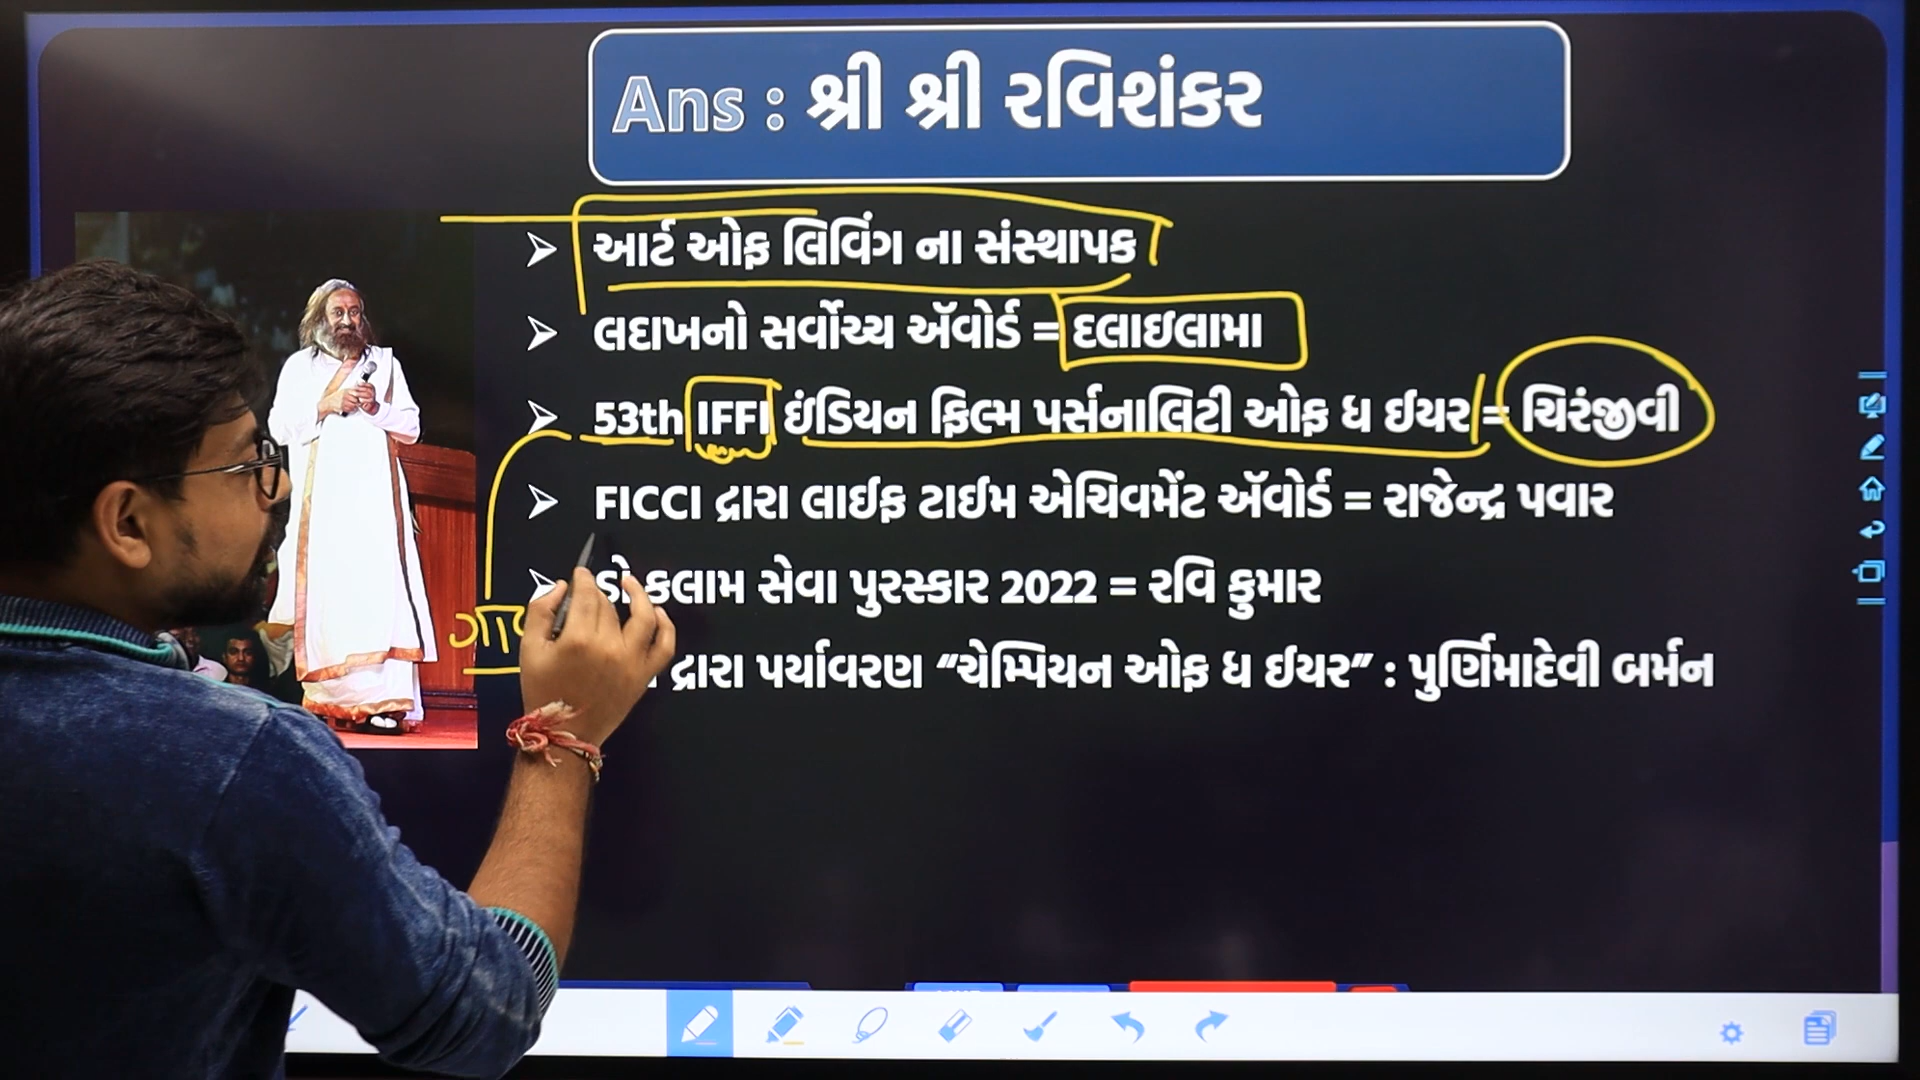 Ans : શ્રી શ્રી રવિશંકર
➢ આર્ટ ઓફ લિવિંગ ના સંસ્થાપક
➢ લદાખનો સર્વોચ્ચ ઍવોર્ડ = દલાઇલામા
➢ 53th IFFI ઇંડિયન ફિલ્મ પર્સનાલિટી ઓફ ધ ઈયર = ચિરંજીવી
➢ FICCI દ્રારા લાઈફ ટાઈમ એચિવમેંટ ઍવોર્ડ = રાજેન્દ્ર પવાર
➢ ડો કલામ સેવા પુરસ્કાર 2022 = રવિ કુમાર
દ્રારા પર્યાવરણ “ચેમ્પિયન ઓફ ધ ઈયર” : પુર્ણિમાદેવી બર્મન